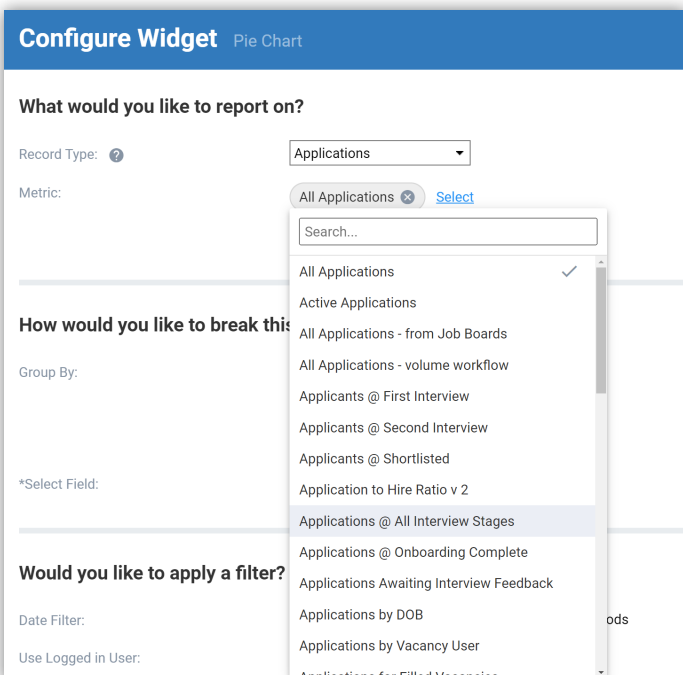 Configure Widget Pie Chart
What would you like to report on?
Record Type: ? Applications
Metric: All Applications Select
Search...
All Applications
Active Applications
All Applications - from Job Boards
How would you like to break this
All Applications - volume workflow
Group By:
Applicants @ First Interview
Applicants @ Second Interview
Applicants @ Shortlisted
*Select Field:
Application to Hire Ratio v 2
Applications @ All Interview Stages
Applications @ Onboarding Complete
Would you like to apply a filter?
Applications Awaiting Interview Feedback
Date Filter:
Applications by DOB
ods
Applications by Vacancy User
Use Logged in User:
Applications for Filled Vacancies